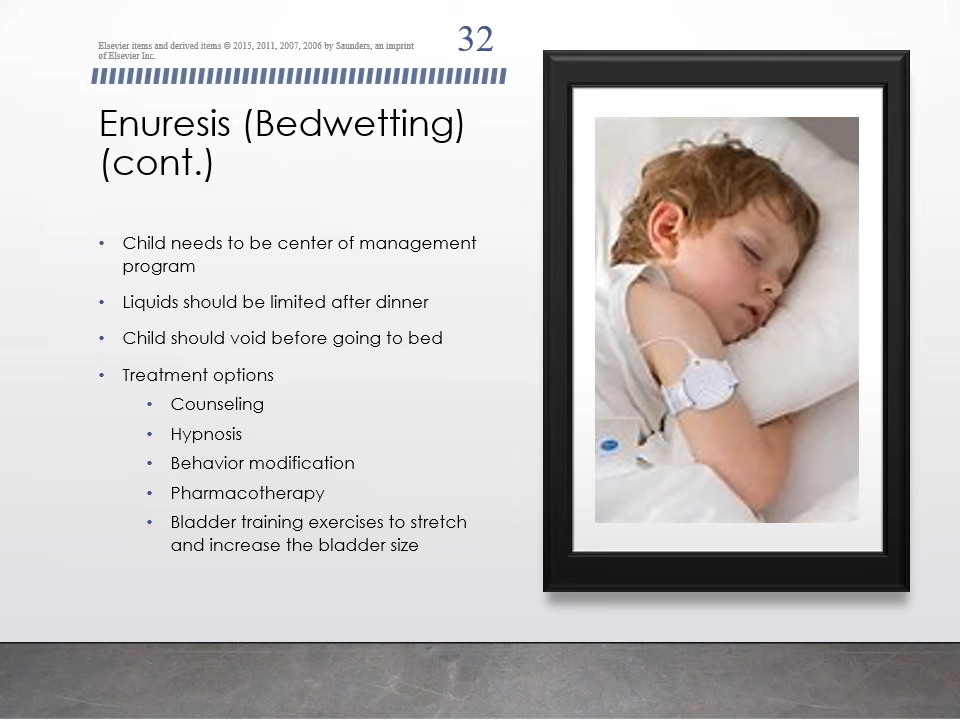 Elsevier items and derived items © 2015, 2011, 2007, 2006 by Saunders, an imprint
of Elsevier Inc.
32
Enuresis (Bedwetting)
(cont.)
• Child needs to be center of management
program
• Liquids should be limited after dinner
• Child should void before going to bed
• Treatment options
• Counseling
• Hypnosis
• Behavior modification
• Pharmacotherapy
• Bladder training exercises to stretch
and increase the bladder size